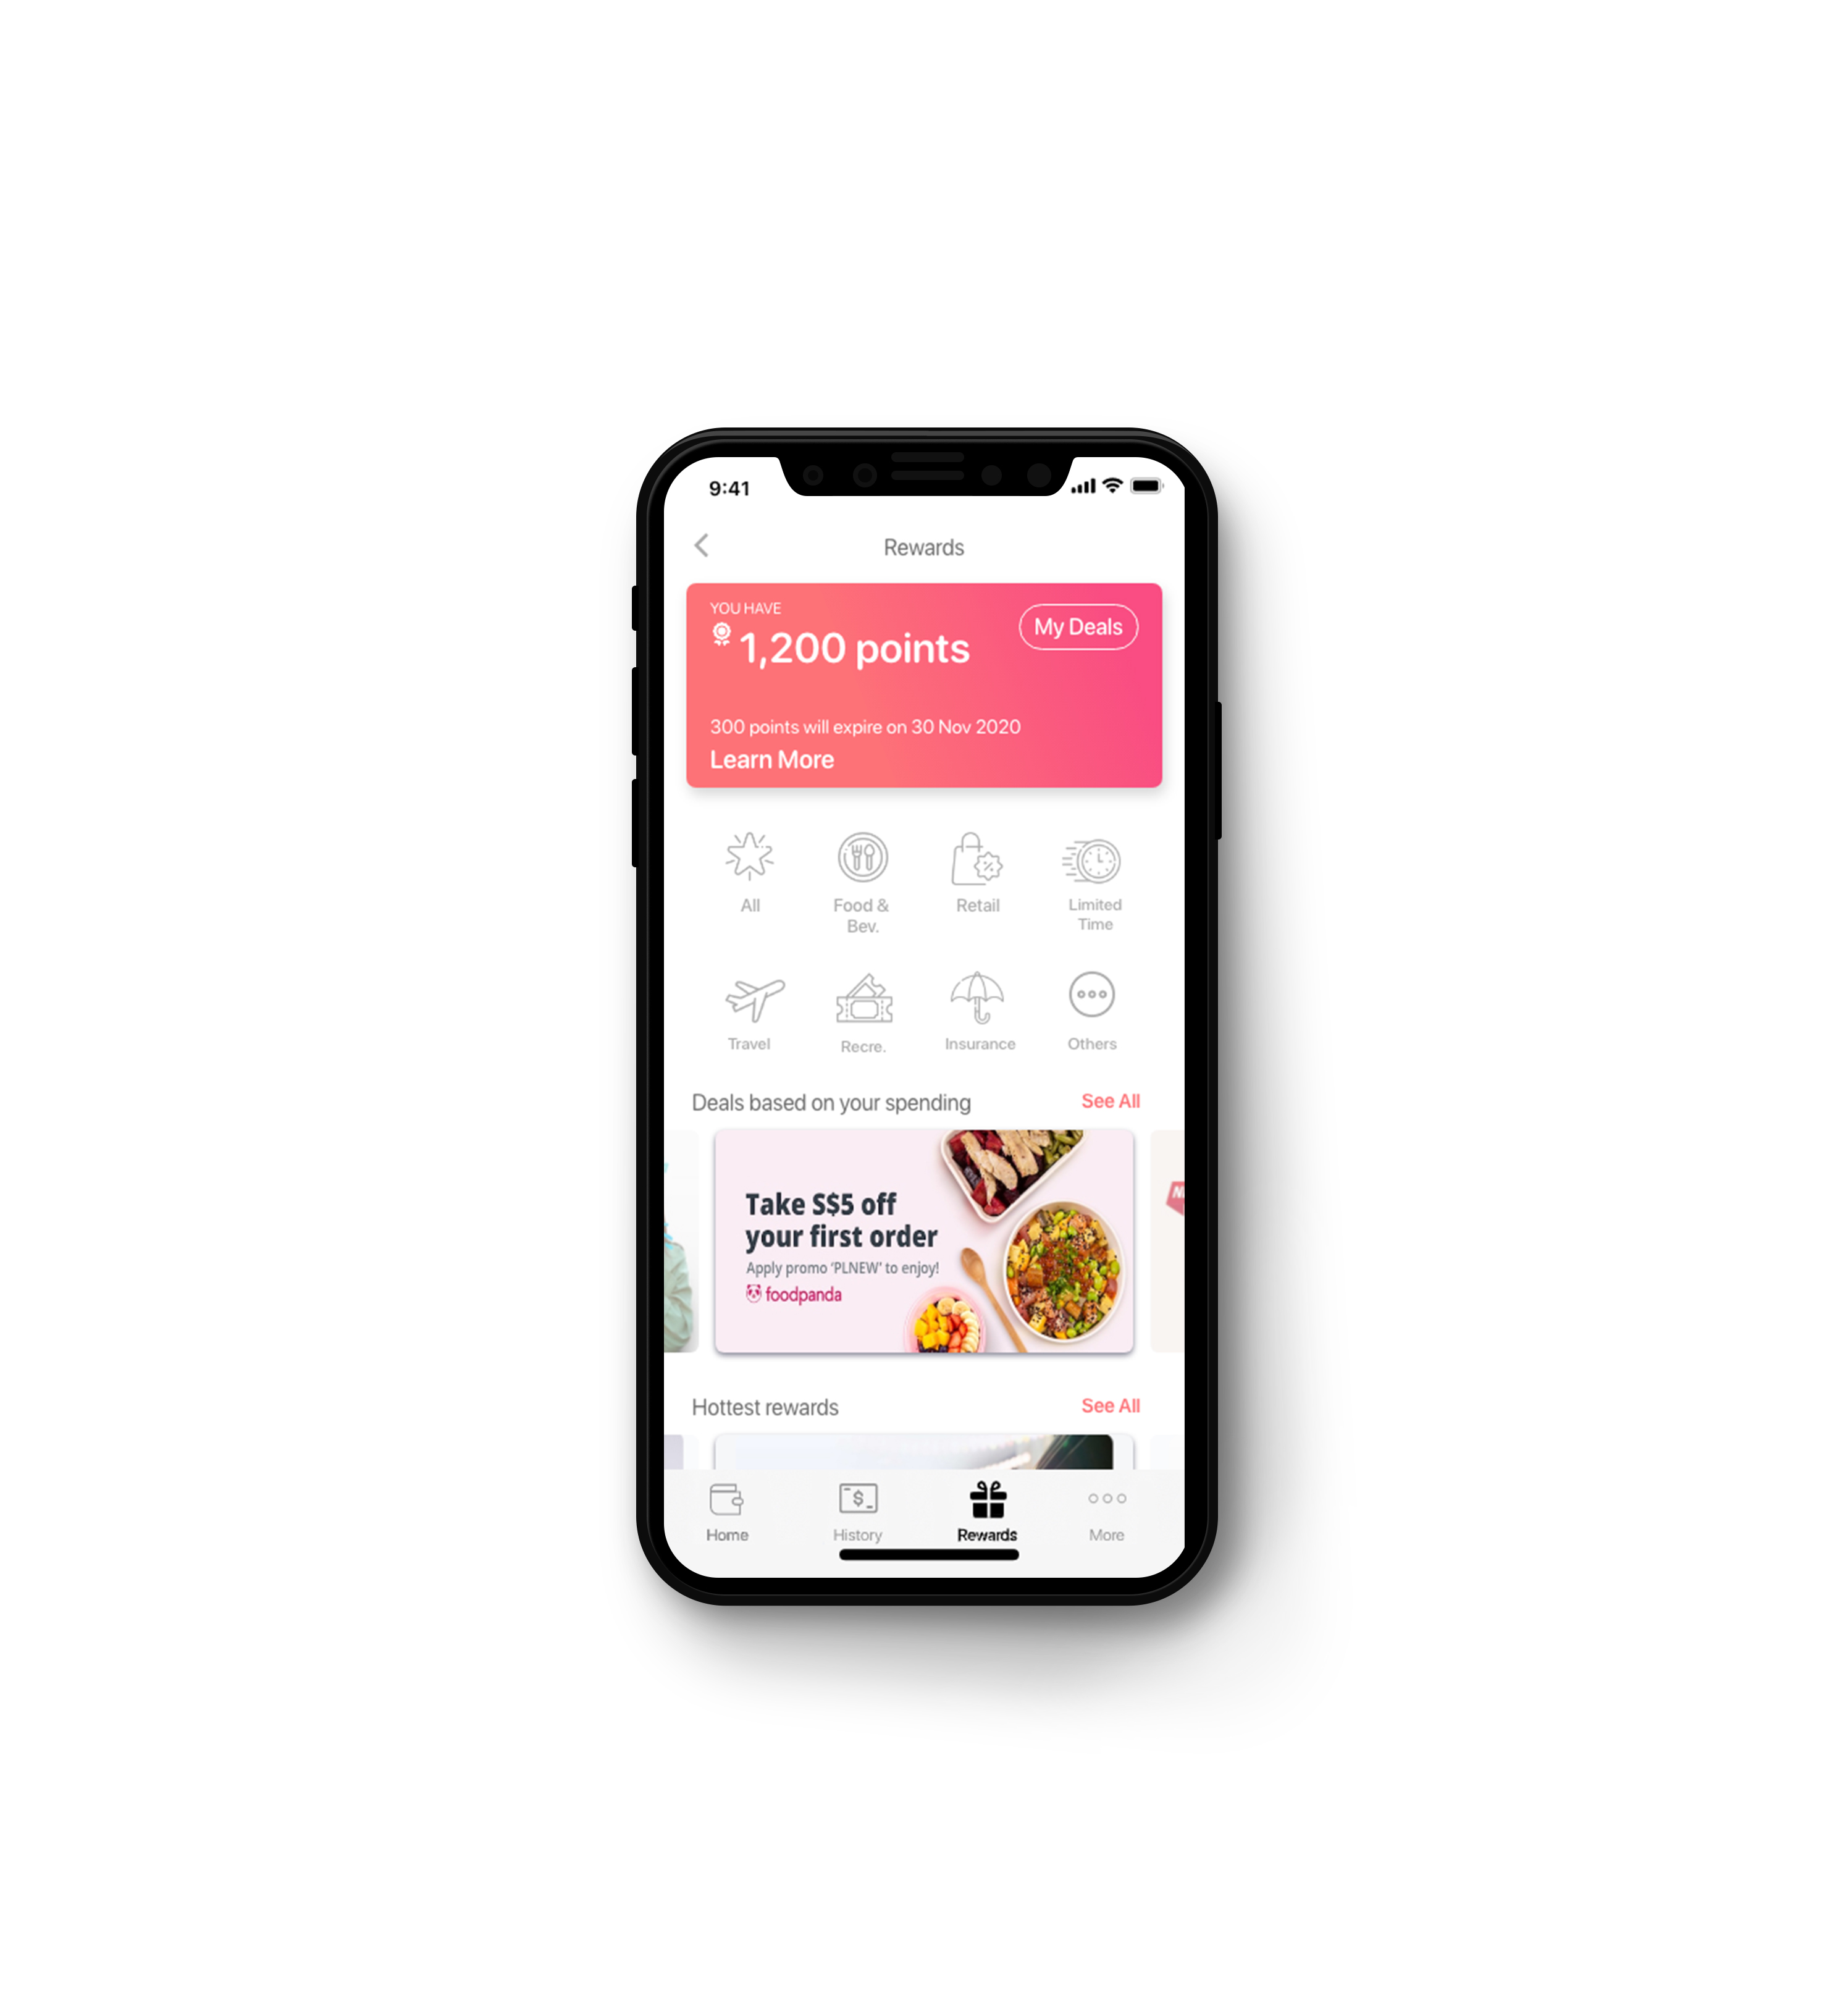 9:41
Rewards
YOU HAVE
1,200 points
My Deals
300 points will expire on 30 Nov 2020
Learn More
All
Food &
Bev.
Retail
Limited
Time
Travel
Recre.
Insurance
Others
Deals based on your spending
See All
Take S$5 off
your first order
Apply promo ‘PLNEW’ to enjoy!
foodpanda
Hottest rewards
See All
Home
History
Rewards
More